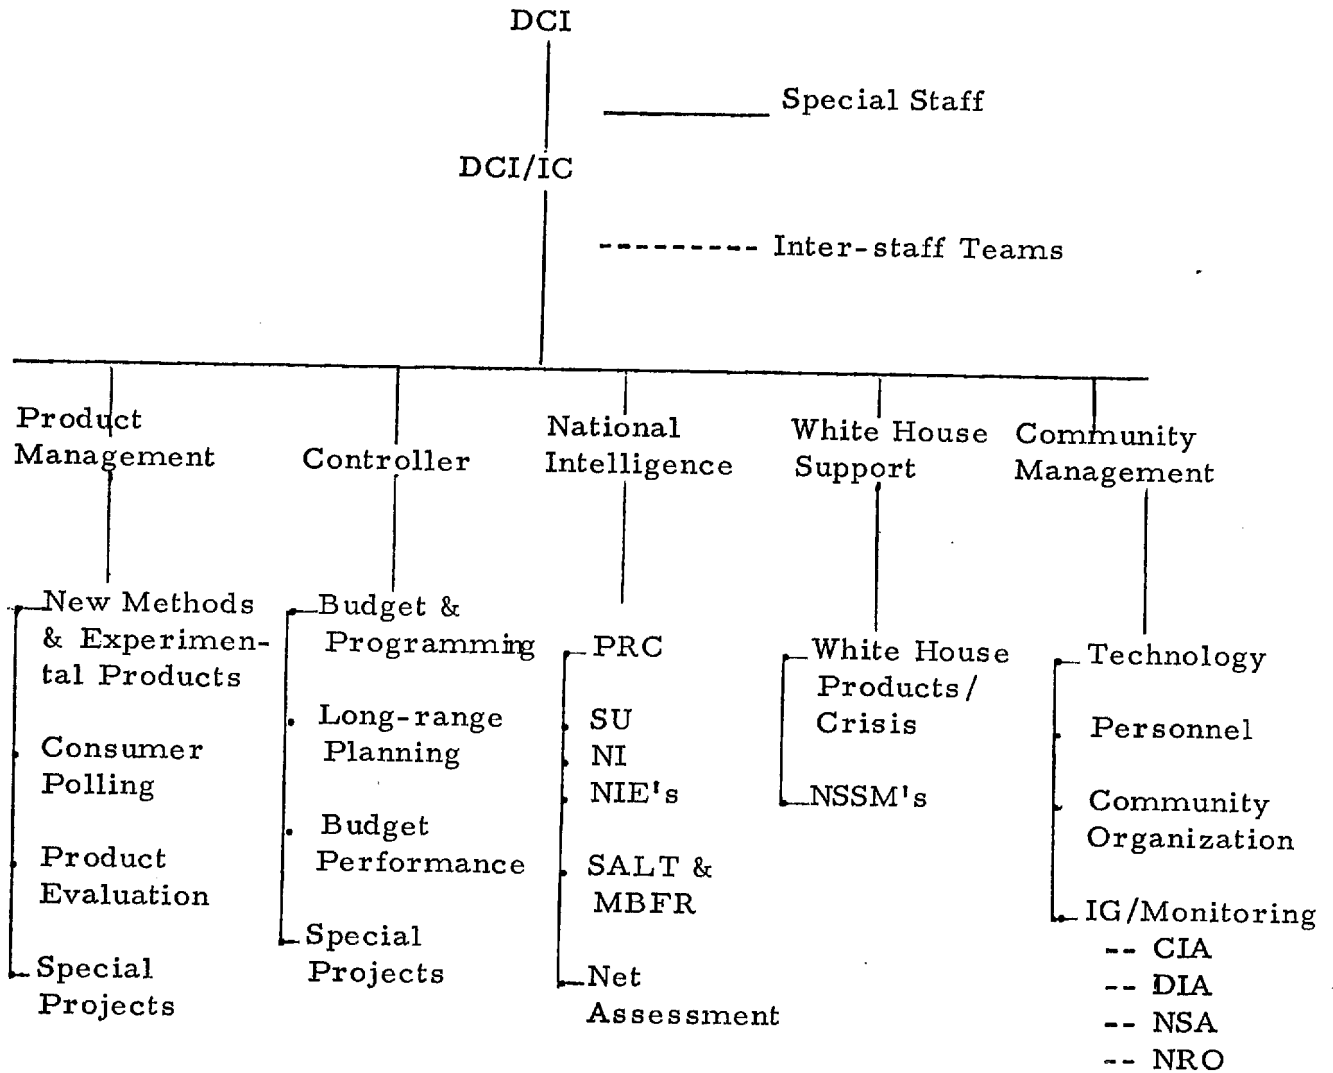 DCI
Special Staff
DCI/IC
Inter-staff Teams
Product
Management
Controller
National
Intelligence
White House
Support
Community
Management
New Methods
& Experimen-
tal Products
Consumer
Polling
Product
Evaluation
Special
Projects
Budget &
Programming
Long-range
Planning
Budget
Performance
Special
Projects
PRC
SU
NI
NIE's
SALT &
MBFR
Net
Assessment
White House
Products/
Crisis
NSSM's
Technology
Personnel
Community
Organization
IG/Monitoring
-- CIA
-- DIA
-- NSA
-- NRO